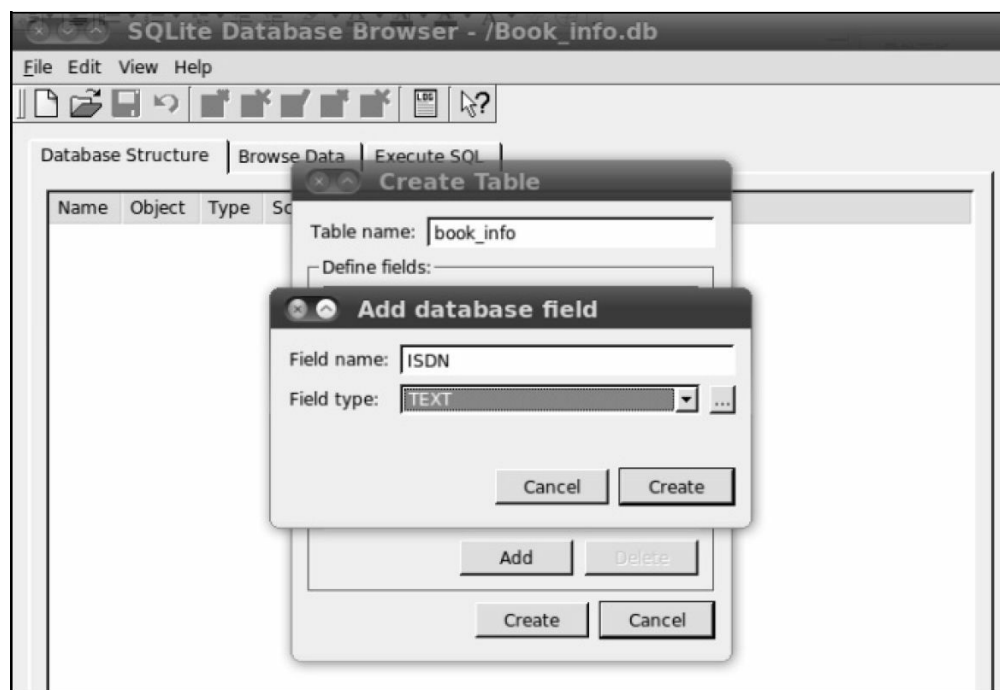 SQLite Database Browser - /Book_info.db
File Edit View Help
LOG
?
Database Structure Browse Data Execute SQL
Create Table
Name Object Type Sc
Table name: book_info
Define fields:
Add database field
Field name: ISDN
Field type: TEXT
...
Cancel Create
Add Delete
Create Cancel